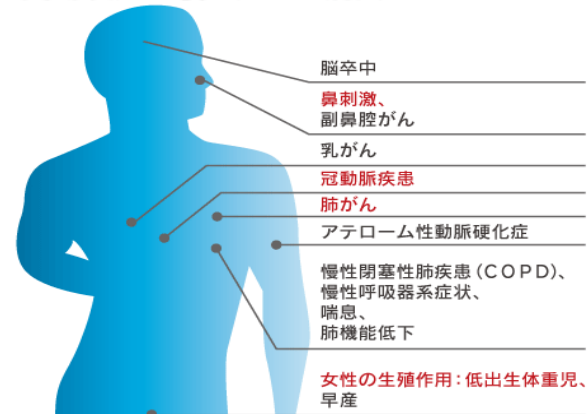 脳卒中
鼻刺激、
副鼻腔がん
乳がん
冠動脈疾患
肺がん
アテローム性動脈硬化症
慢性閉塞性肺疾患(COPD)、
慢性呼吸器系症状、
喘息、
肺機能低下
女性の生殖作用:低出生体重児、
早産